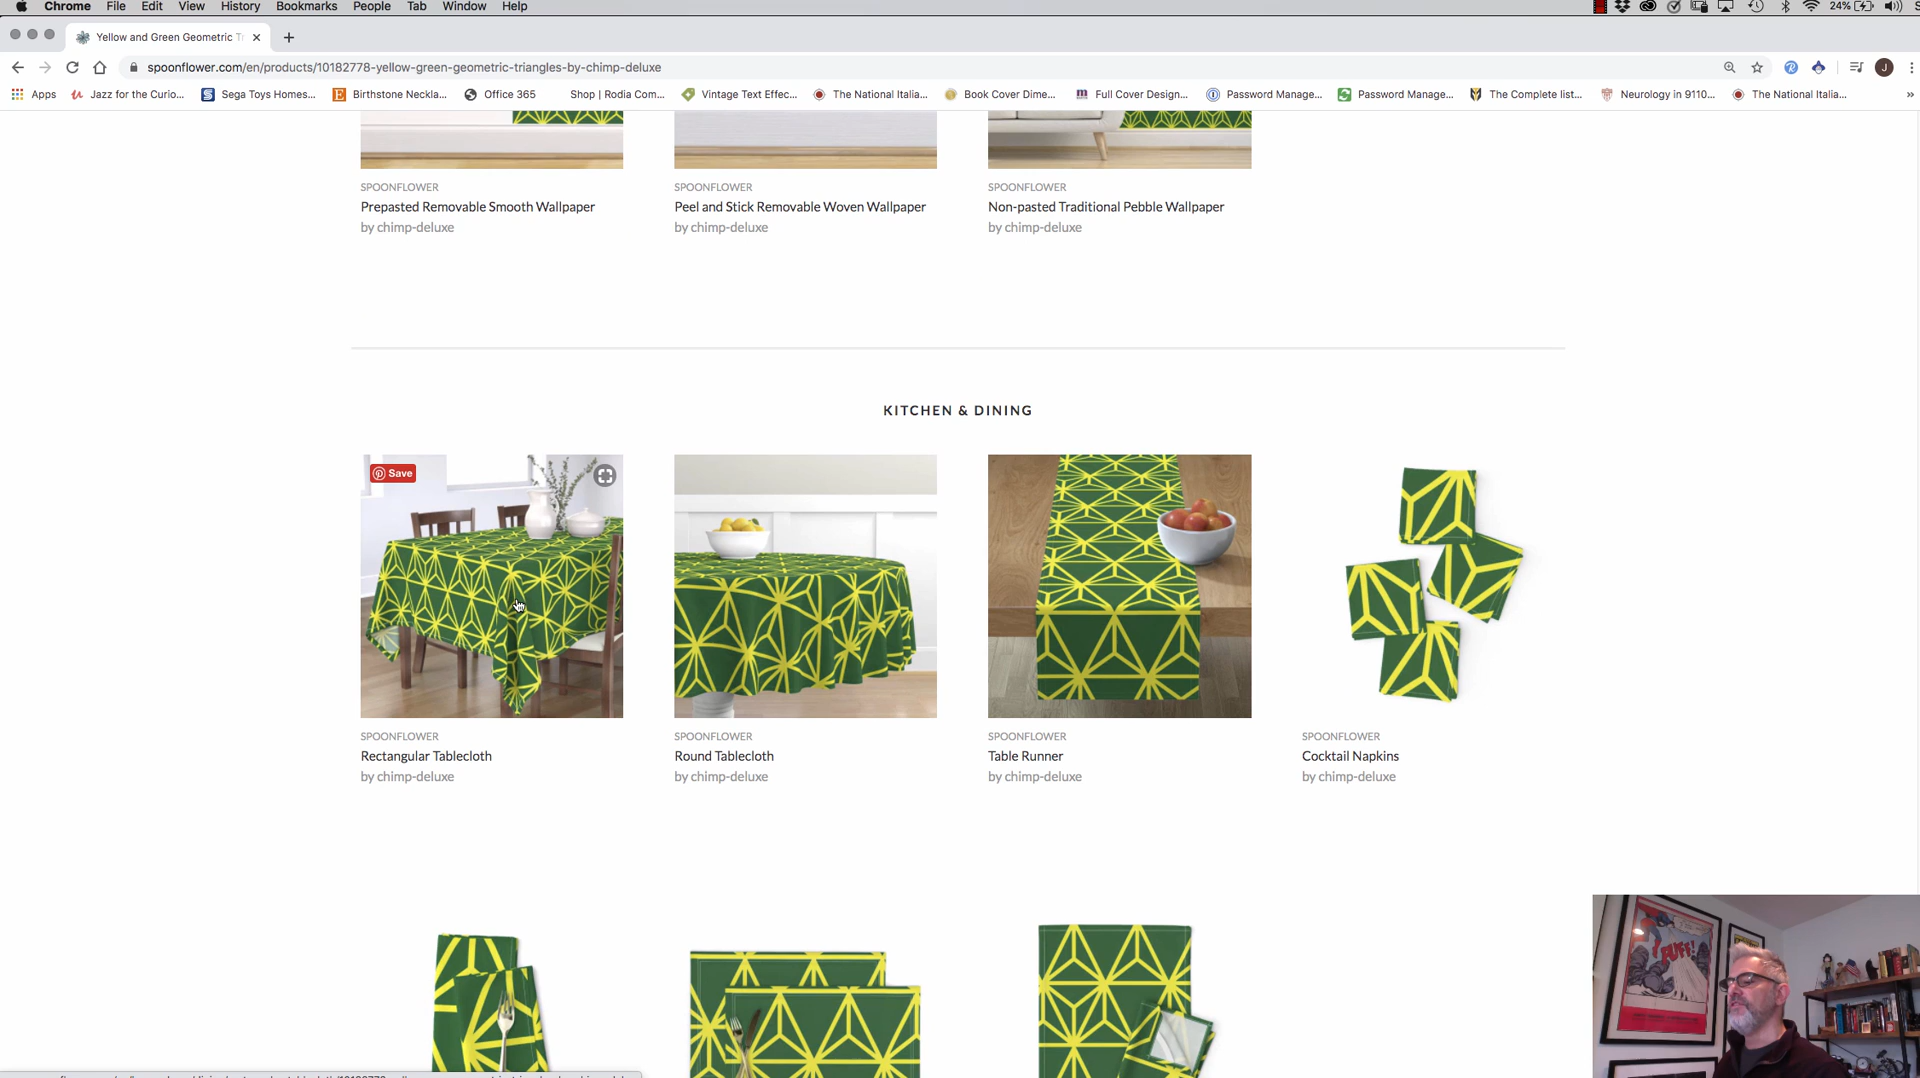 Chrome File Edit View History Bookmarks People Tab Window Help 24%
Yellow and Green Geometric Tr
spoonflower.com/en/products/10182778-yellow-green-geometric-triangles-by-chimp-deluxe J
Apps Jazz for the Curio... Sega Toys Homes... Birthstone Neckla... Office 365 Shop | Rodia Com... Vintage Text Effec... The National Italia... Book Cover Dime... Full Cover Design... Password Manage... Password Manage... The Complete list... Neurology in 9110... The National Italia... »
SPOONFLOWER SPOONFLOWER SPOONFLOWER
Prepasted Removable Smooth Wallpaper Peel and Stick Removable Woven Wallpaper Non-pasted Traditional Pebble Wallpaper
by chimp-deluxe by chimp-deluxe by chimp-deluxe
KITCHEN & DINING
Save
SPOONFLOWER SPOONFLOWER SPOONFLOWER SPOONFLOWER
Rectangular Tablecloth Round Tablecloth Table Runner Cocktail Napkins
by chimp-deluxe by chimp-deluxe by chimp-deluxe by chimp-deluxe
PUFF!